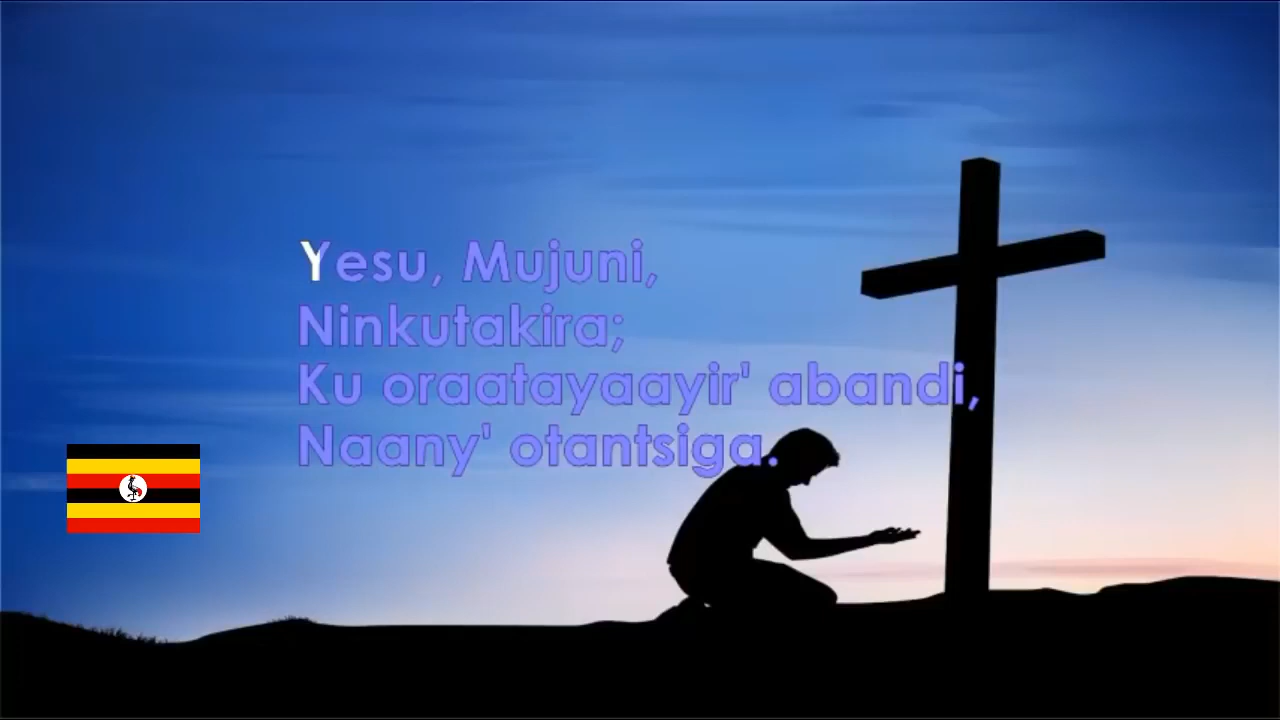 Yesu, Mujuni,
Ninkutakira;
Ku oraatayaayir' abandi,
Naany' otantsiga.